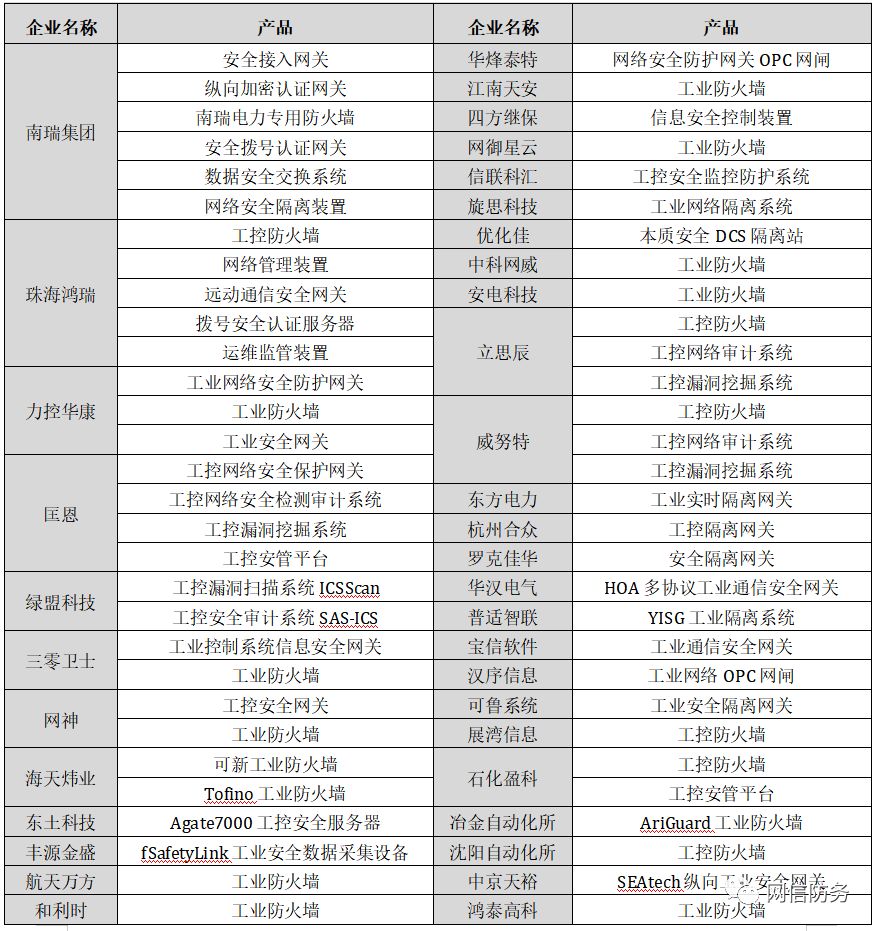 企业名称 产品 企业名称 产品
南瑞集团 安全接入网关 华烽泰特 网络安全防护网关 OPC 网闸
纵向加密认证网关 江南天安 工业防火墙
南瑞电力专用防火墙 四方继保 信息安全控制装置
安全拨号认证网关 网御星云 工业防火墙
数据安全交换系统 信联科汇 工控安全监控防护系统
网络安全隔离装置 旋思科技 工业网络隔离系统
珠海鸿瑞 工控防火墙 优化佳 本质安全 DCS 隔离站
网络管理装置 中科网威 工业防火墙
远动通信安全网关 安电科技 工业防火墙
拨号安全认证服务器 立思辰 工控防火墙
运维监管装置 工控网络审计系统
力控华康 工业网络安全防护网关 工控漏洞挖掘系统
工业防火墙 威努特 工控防火墙
工业安全网关 工控网络审计系统
匡恩 工控网络安全保护网关 工控漏洞挖掘系统
工控网络安全检测审计系统 东方电力 工业实时隔离网关
工控漏洞挖掘系统 杭州合众 工控隔离网关
工控安管平台 罗克佳华 安全隔离网关
绿盟科技 工控漏洞扫描系统 ICSScan 华汉电气 HOA 多协议工业通信安全网关
工控安全审计系统 SAS-ICS 普适智联 YISG 工业隔离系统
三零卫士 工业控制系统信息安全网关 宝信软件 工业通信安全网关
工业防火墙 汉序信息 工业网络 OPC 网闸
网神 工控安全网关 可鲁系统 工业安全隔离网关
工业防火墙 展湾信息 工控防火墙
海天炜业 可新工业防火墙 石化盈科 工控防火墙
Tofino 工业防火墙 工控安管平台
东土科技 Agate7000 工控安全服务器 冶金自动化所 AriGuard 工业防火墙
丰源金盛 fSafetyLink 工业安全数据采集设备 沈阳自动化所 工控防火墙
航天万方 工业防火墙 中京天裕 SEAtech 纵向工业安全网关
和利时 工业防火墙 鸿泰高科 工业防火墙
网信防务